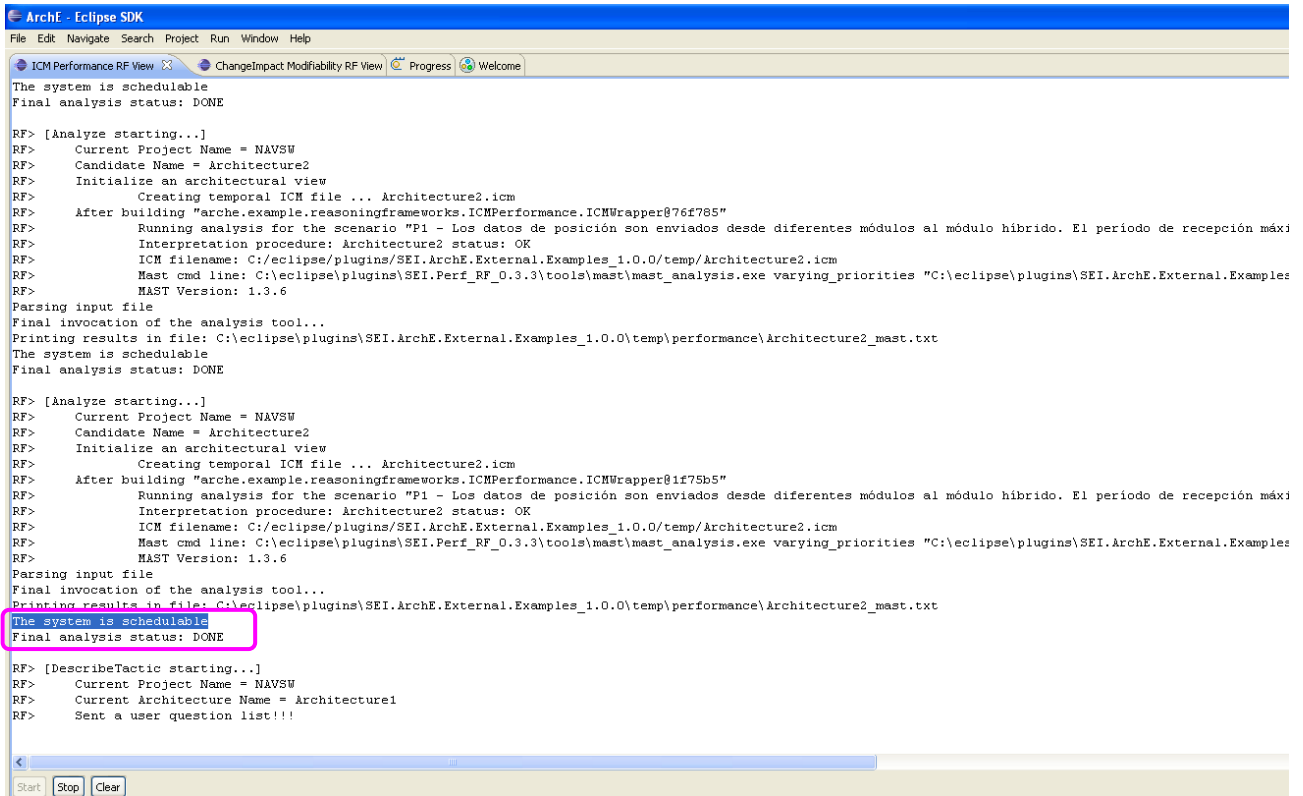 ArchE - Eclipse SDK
File Edit Navigate Search Project Run Window Help
ICM Performance RF View ChangeImpact Modifiability RF View Progress Welcome
The system is schedulable
Final analysis status: DONE
RF> [Analyze starting...]
RF> Current Project Name = NAVSW
RF> Candidate Name = Architecture2
RF> Initialize an architectural view
RF> Creating temporal ICM file ... Architecture2.icm
RF> After building "arche.example.reasoningframeworks.ICMPerformance.ICMWrapper@76f785"
RF> Running analysis for the scenario "P1 - Los datos de posición son enviados desde diferentes módulos al módulo híbrido. El período de recepción máxi
RF> Interpretation procedure: Architecture2 status: OK
RF> ICM filename: C:/eclipse/plugins/SEI.ArchE.External.Examples_1.0.0/temp/Architecture2.icm
RF> Mast cmd line: C:\eclipse\plugins\SEI.Perf_RF_0.3.3\tools\mast\mast_analysis.exe varying_priorities "C:\eclipse\plugins\SEI.ArchE.External.Examples
RF> MAST Version: 1.3.6
Parsing input file
Final invocation of the analysis tool...
Printing results in file: C:\eclipse\plugins\SEI.ArchE.External.Examples_1.0.0\temp\performance\Architecture2_mast.txt
The system is schedulable
Final analysis status: DONE
RF> [Analyze starting...]
RF> Current Project Name = NAVSW
RF> Candidate Name = Architecture2
RF> Initialize an architectural view
RF> Creating temporal ICM file ... Architecture2.icm
RF> After building "arche.example.reasoningframeworks.ICMPerformance.ICMWrapper@1f75b5"
RF> Running analysis for the scenario "P1 - Los datos de posición son enviados desde diferentes módulos al módulo híbrido. El período de recepción máxi
RF> Interpretation procedure: Architecture2 status: OK
RF> ICM filename: C:/eclipse/plugins/SEI.ArchE.External.Examples_1.0.0/temp/Architecture2.icm
RF> Mast cmd line: C:\eclipse\plugins\SEI.Perf_RF_0.3.3\tools\mast\mast_analysis.exe varying_priorities "C:\eclipse\plugins\SEI.ArchE.External.Examples
RF> MAST Version: 1.3.6
Parsing input file
Final invocation of the analysis tool...
Printing results in file: C:\eclipse\plugins\SEI.ArchE.External.Examples_1.0.0\temp\performance\Architecture2_mast.txt
The system is schedulable
Final analysis status: DONE
RF> [DescribeTactic starting...]
RF> Current Project Name = NAVSW
RF> Current Architecture Name = Architecture1
RF> Sent a user question list!!!
Start Stop Clear